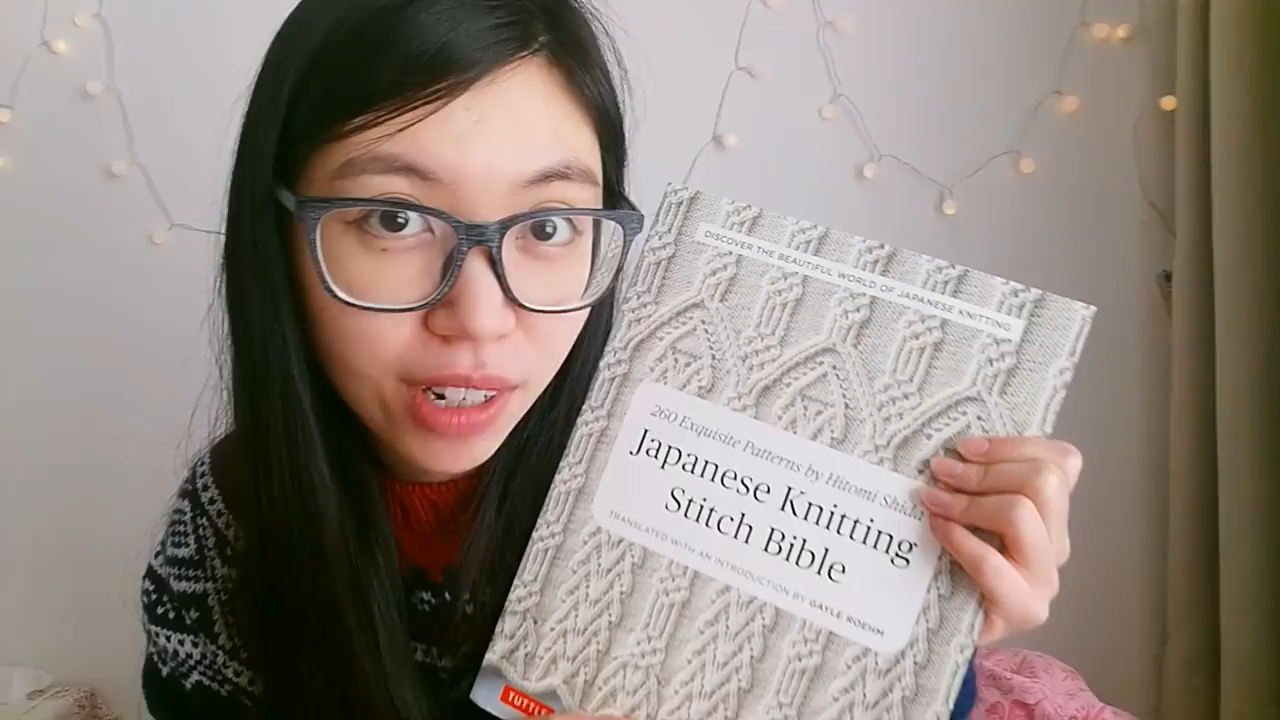 DISCOVER THE BEAUTIFUL WORLD OF JAPANESE KNITTING
260 Exquisite Patterns by Hitomi Shida
Japanese Knitting
Stitch Bible
TRANSLATED WITH AN INTRODUCTION BY GAYLE ROEHM
TUTTLE